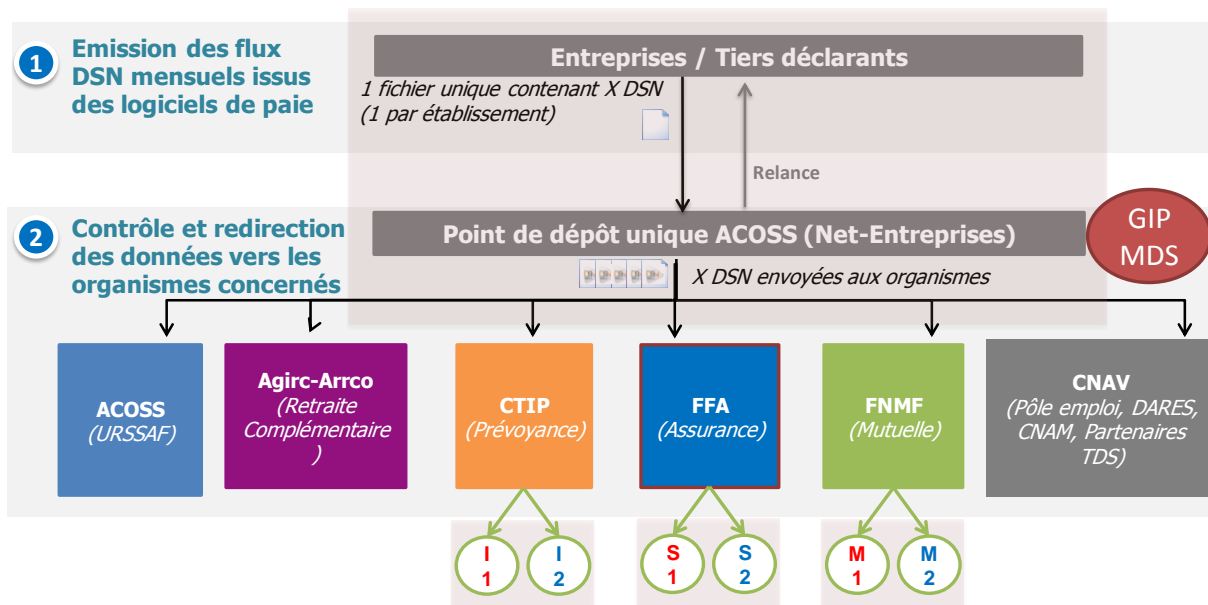 1
Emission des flux
DSN mensuels issus
des logiciels de paie
Entreprises / Tiers déclarants
1 fichier unique contenant X DSN
(1 par établissement)
Relance
2
Contrôle et redirection
des données vers les
organismes concernés
Point de dépôt unique ACOSS (Net-Entreprises)
GIP
MDS
X DSN envoyées aux organismes
ACOSS
(URSSAF)
Agirc-Arrco
(Retraite
Complémentaire
)
CTIP
(Prévoyance)
FFA
(Assurance)
FNMF
(Mutuelle)
CNAV
(Pôle emploi, DARES,
CNAM, Partenaires
TDS)
I
1
I
2
S
1
S
2
M
1
M
2